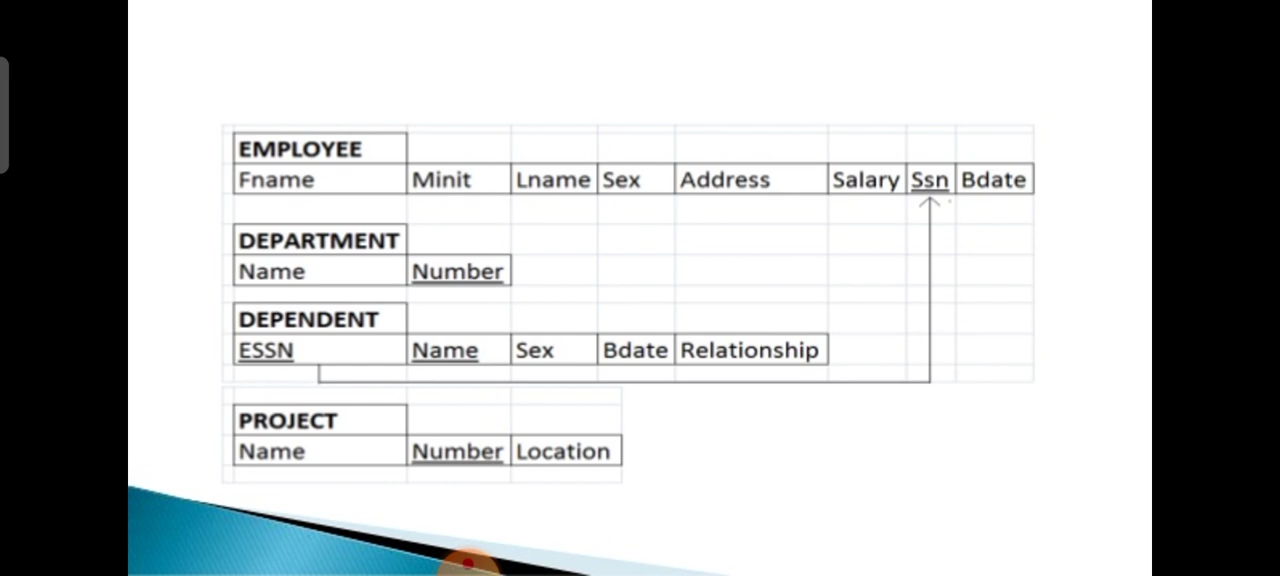 EMPLOYEE
Fname Minit Lname Sex Address Salary Ssn Bdate
DEPARTMENT
Name Number
DEPENDENT
ESSN Name Sex Bdate Relationship
PROJECT
Name Number Location